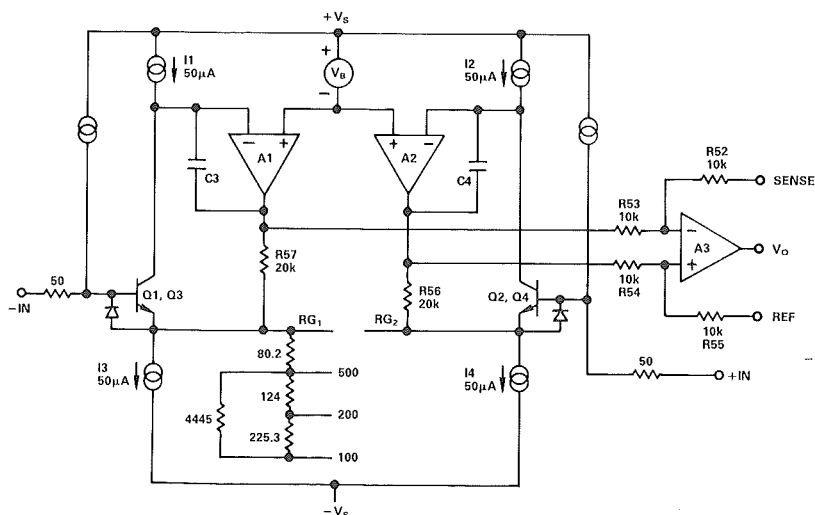 +VS
I1
50μA
+
VB
−
I2
50μA
−
+
A1
+
−
A2
C3
C4
R52
10k
SENSE
R53
10k
−
A3
+
VO
10k
R54
R57
20k
R56
20k
50
−IN
Q1, Q3
Q2, Q4
REF
10k
R55
RG1
RG2
80.2
I3
50μA
500
I4
50μA
50
+IN
4445
124
200
225.3
100
−VS